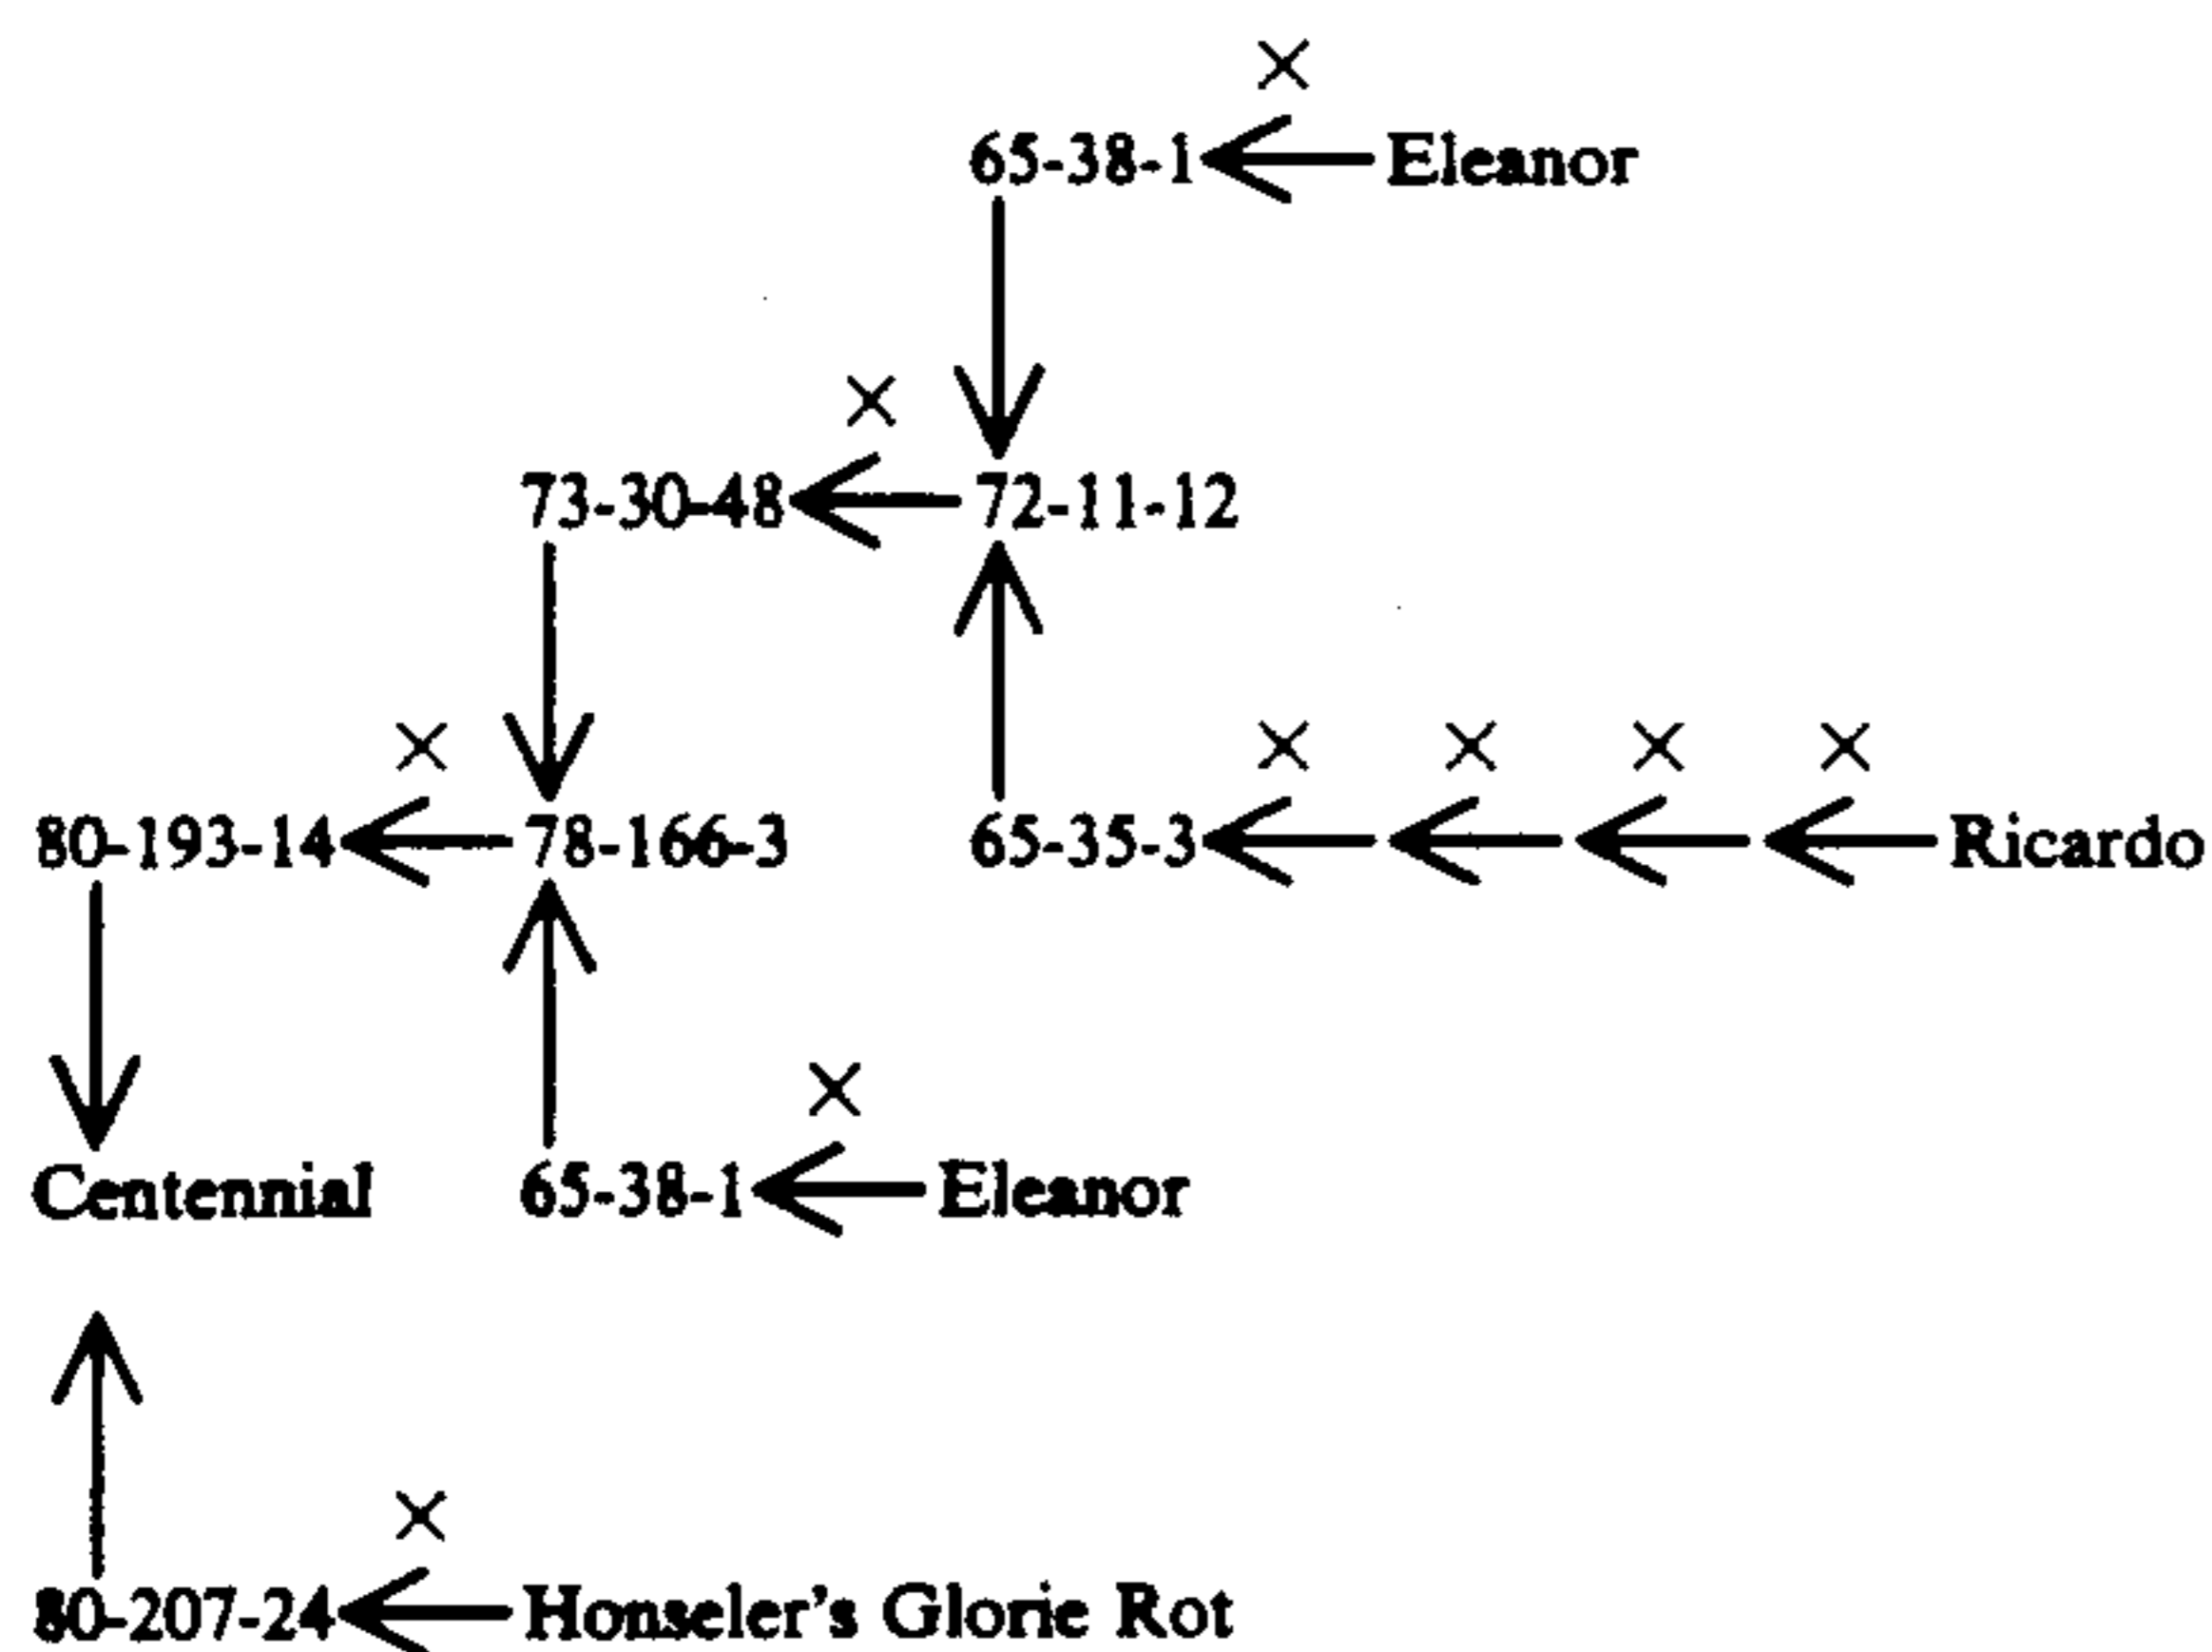 ×
65-38-1 Eleanor
×
73-30-48 72-11-12
× × × × ×
80-193-14 78-166-3 65-35-3 Ricardo
×
Centennial 65-38-1 Eleanor
×
80-207-24 Honseler's Glorie Rot